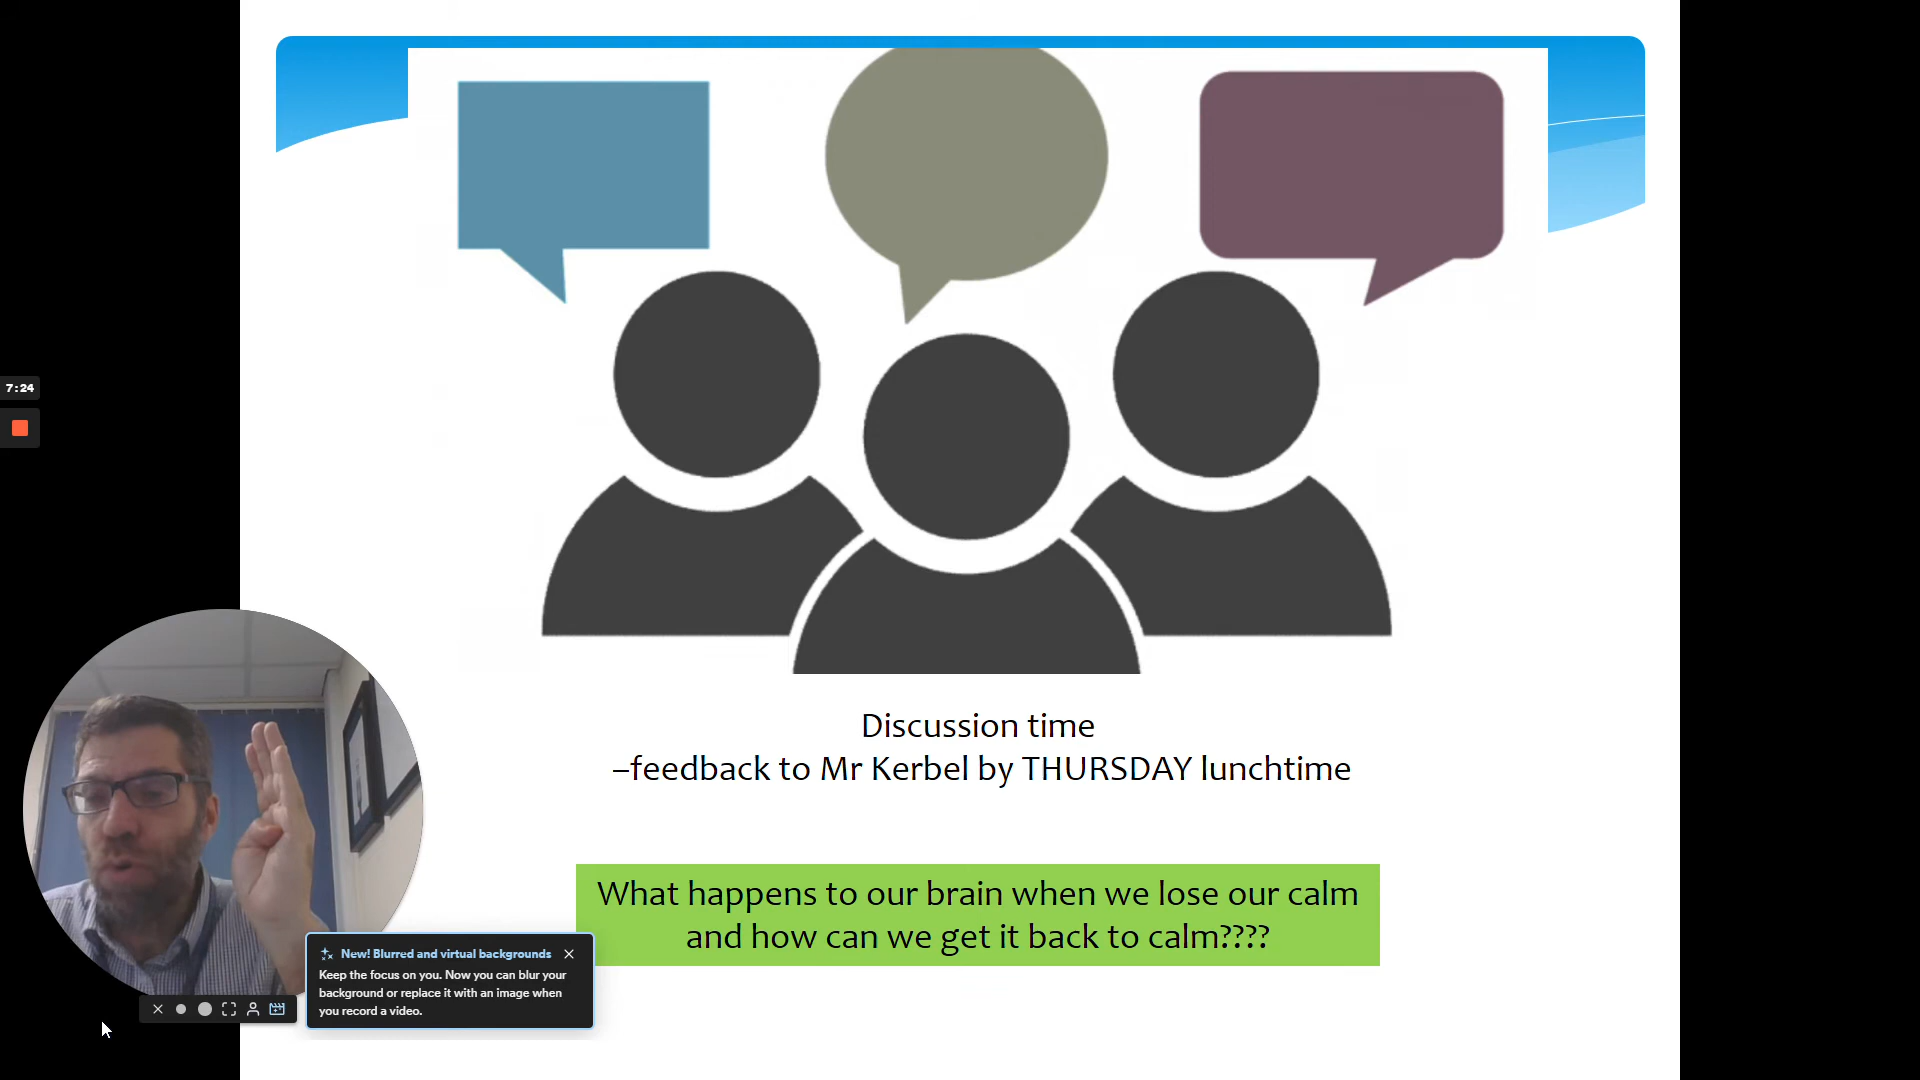 7:24
Discussion time
–feedback to Mr Kerbel by THURSDAY lunchtime
What happens to our brain when we lose our calm
and how can we get it back to calm????
New! Blurred and virtual backgrounds
Keep the focus on you. Now you can blur your
background or replace it with an image when
you record a video.